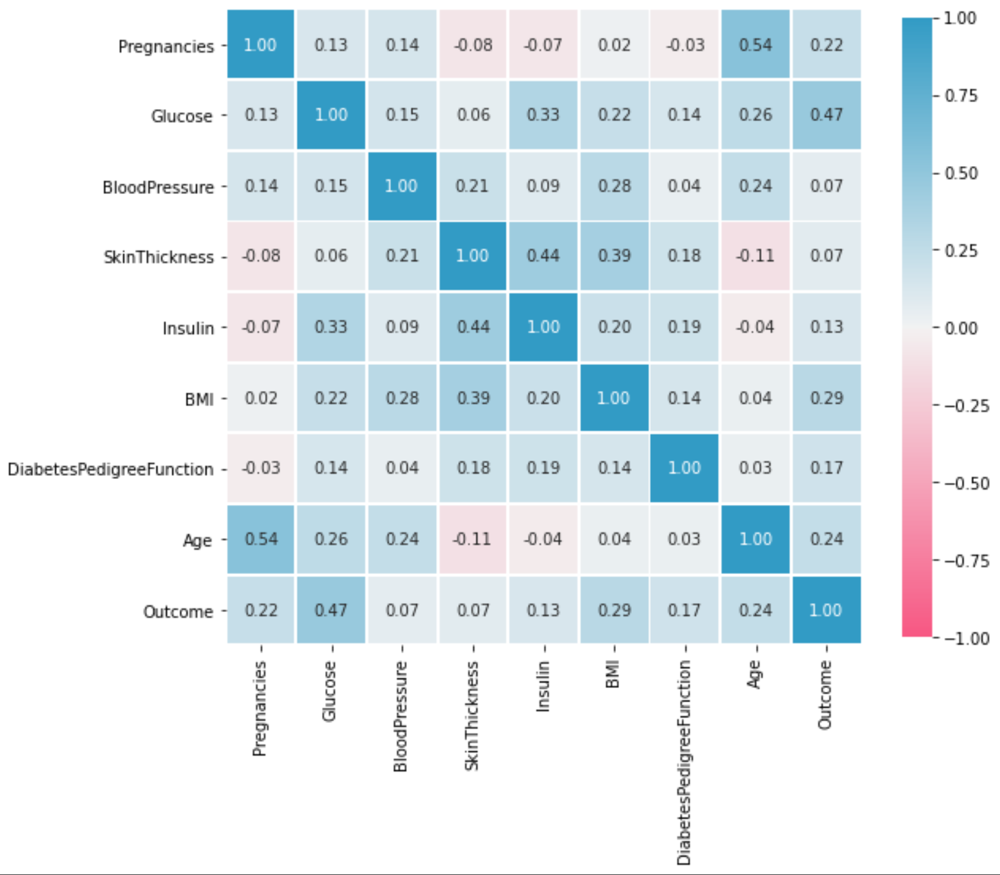 Pregnancies 1.00 0.13 0.14 -0.08 -0.07 0.02 -0.03 0.54 0.22
Glucose 0.13 1.00 0.15 0.06 0.33 0.22 0.14 0.26 0.47
BloodPressure 0.14 0.15 1.00 0.21 0.09 0.28 0.04 0.24 0.07
SkinThickness -0.08 0.06 0.21 1.00 0.44 0.39 0.18 -0.11 0.07
Insulin -0.07 0.33 0.09 0.44 1.00 0.20 0.19 -0.04 0.13
BMI 0.02 0.22 0.28 0.39 0.20 1.00 0.14 0.04 0.29
DiabetesPedigreeFunction -0.03 0.14 0.04 0.18 0.19 0.14 1.00 0.03 0.17
Age 0.54 0.26 0.24 -0.11 -0.04 0.04 0.03 1.00 0.24
Outcome 0.22 0.47 0.07 0.07 0.13 0.29 0.17 0.24 1.00
Pregnancies
Glucose
BloodPressure
SkinThickness
Insulin
BMI
DiabetesPedigreeFunction
Age
Outcome
1.00
0.75
0.50
0.25
0.00
−0.25
−0.50
−0.75
−1.00